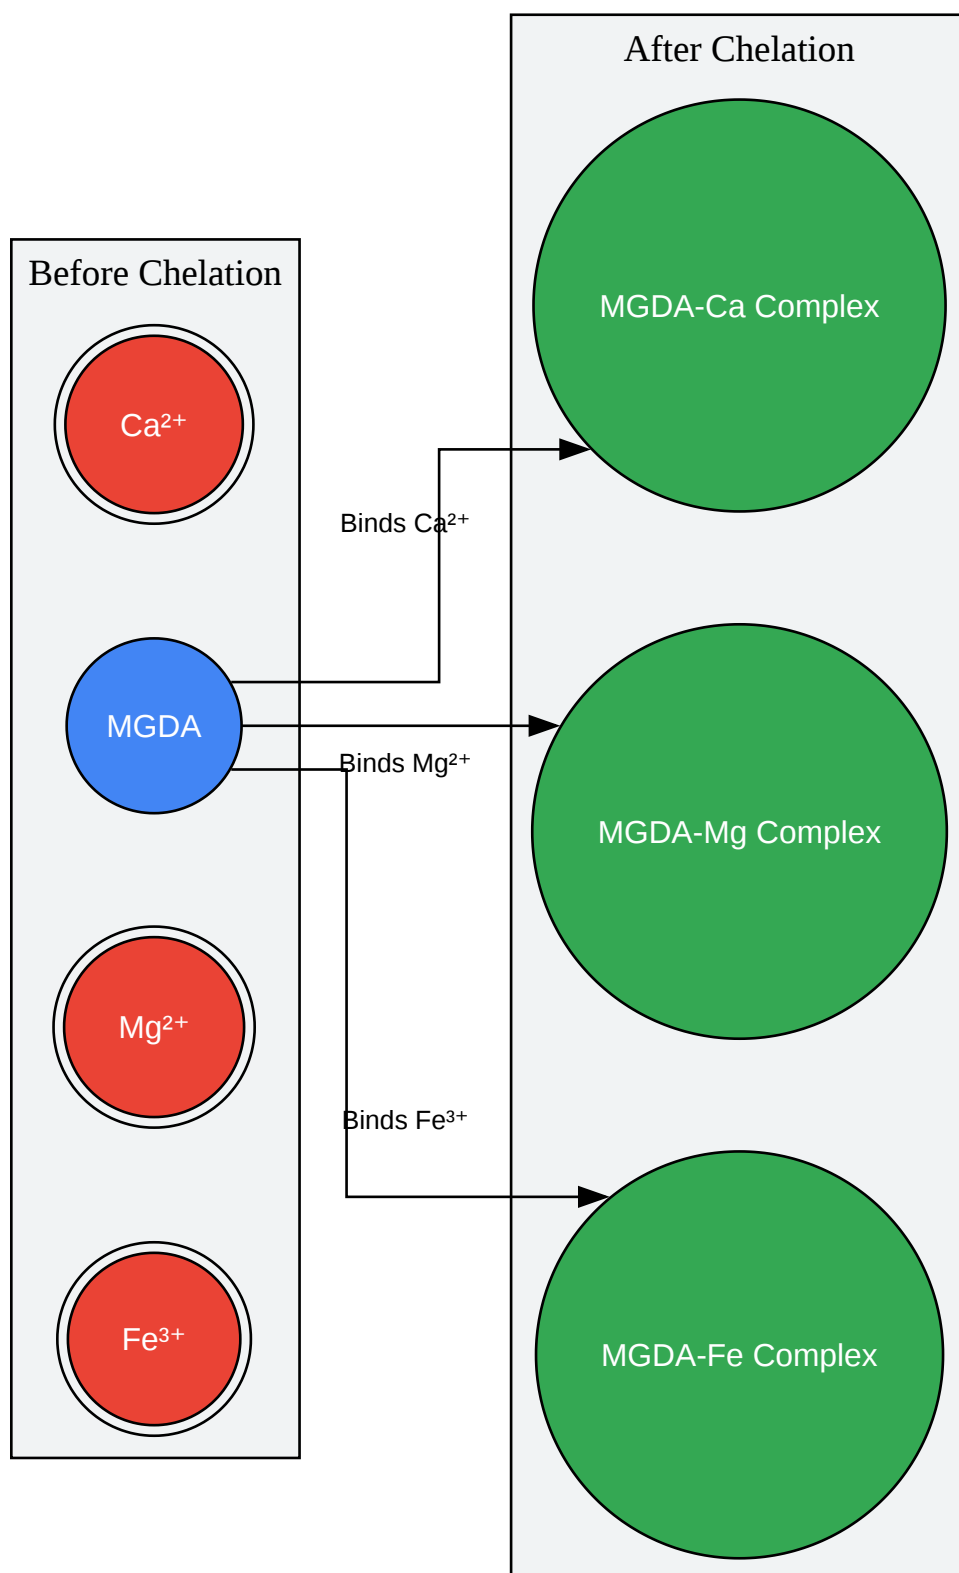 Before Chelation
Ca²⁺
MGDA
Mg²⁺
Fe³⁺
Binds Ca²⁺
Binds Mg²⁺
Binds Fe³⁺
After Chelation
MGDA-Ca Complex
MGDA-Mg Complex
MGDA-Fe Complex